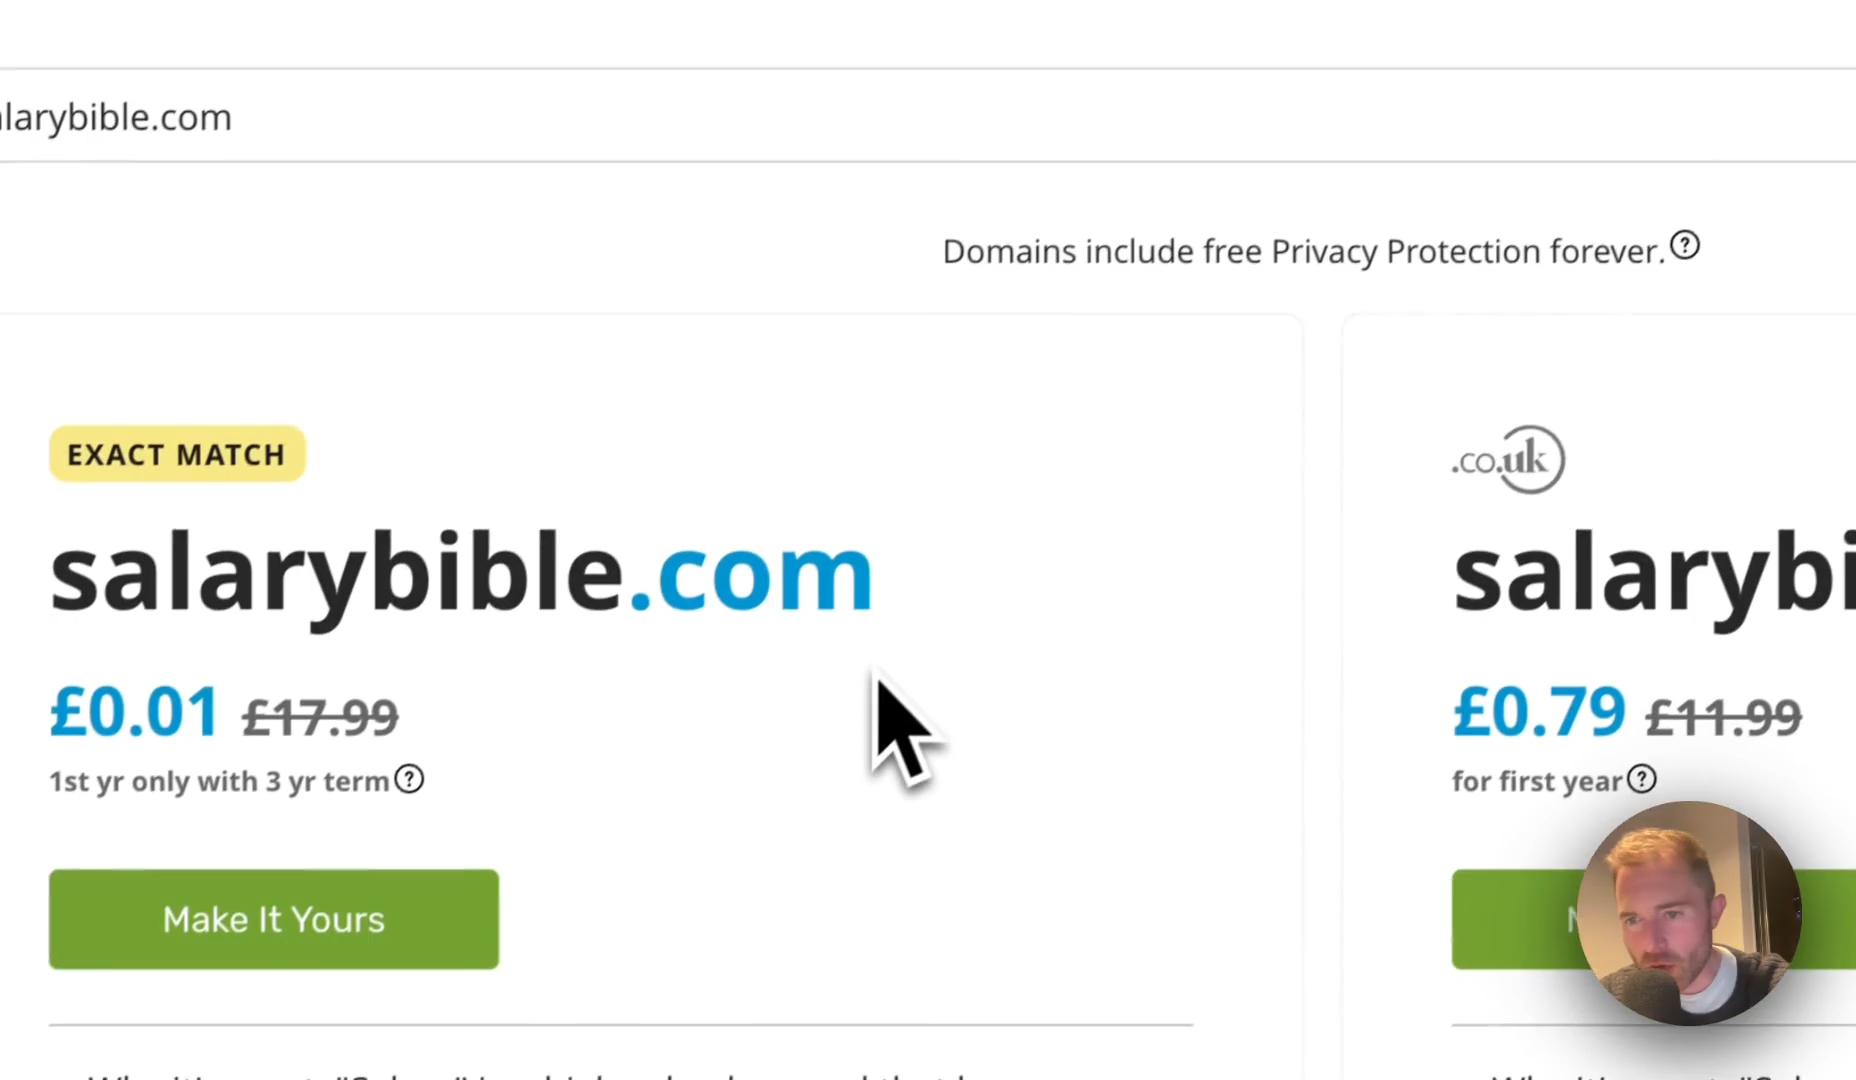 larybible.com
Domains include free Privacy Protection forever.
EXACT MATCH
salarybible.com
£0.01 £17.99
1st yr only with 3 yr term
Make It Yours
.co.uk
salarybi
£0.79 £11.99
for first year